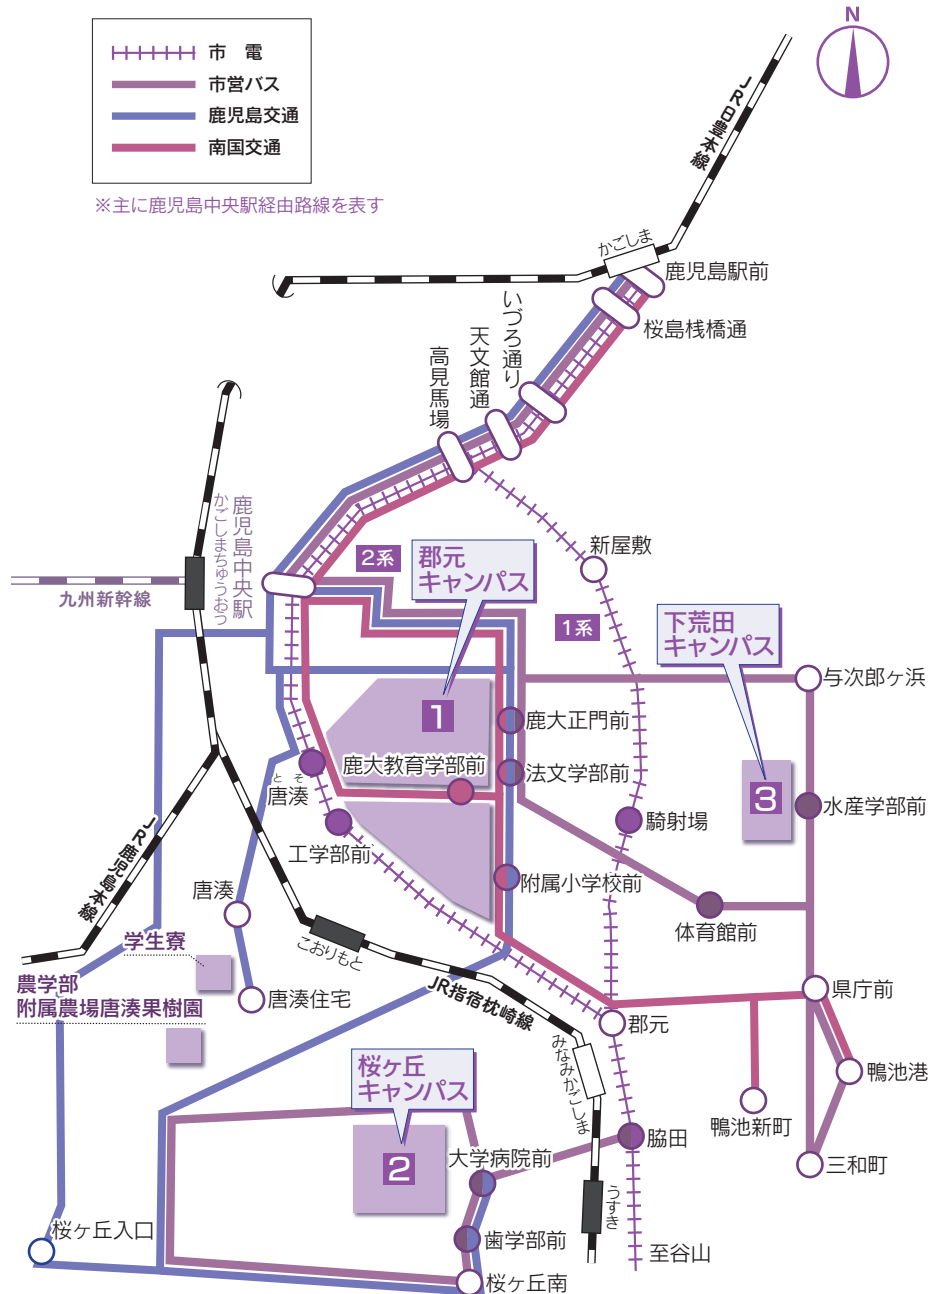 市　電
市営バス
鹿児島交通
南国交通
※主に鹿児島中央駅経由路線を表す
N
JR日豊本線
かごしま
鹿児島駅前
桜島桟橋通
いづろ通り
天文館通
高見馬場
鹿児島中央駅
かごしまちゅうおう
九州新幹線
2系
郡元
キャンパス
新屋敷
1系
下荒田
キャンパス
与次郎ヶ浜
1
鹿大正門前
鹿大教育学部前
法文学部前
3
水産学部前
とそ
唐湊
騎射場
工学部前
JR鹿児島本線
附属小学校前
唐湊
体育館前
学生寮
こおりもと
農学部
附属農場唐湊果樹園
唐湊住宅
JR指宿枕崎線
県庁前
郡元
みなみかごしま
鴨池港
桜ヶ丘
キャンパス
鴨池新町
2
大学病院前
脇田
三和町
うすき
桜ヶ丘入口
歯学部前
至谷山
桜ヶ丘南